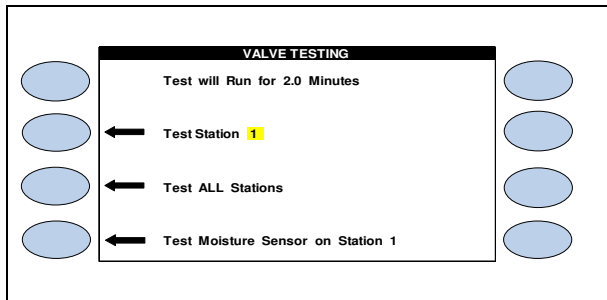 VALVE TESTING
Test will Run for 2.0 Minutes
Test Station 1
Test ALL Stations
Test Moisture Sensor on Station 1